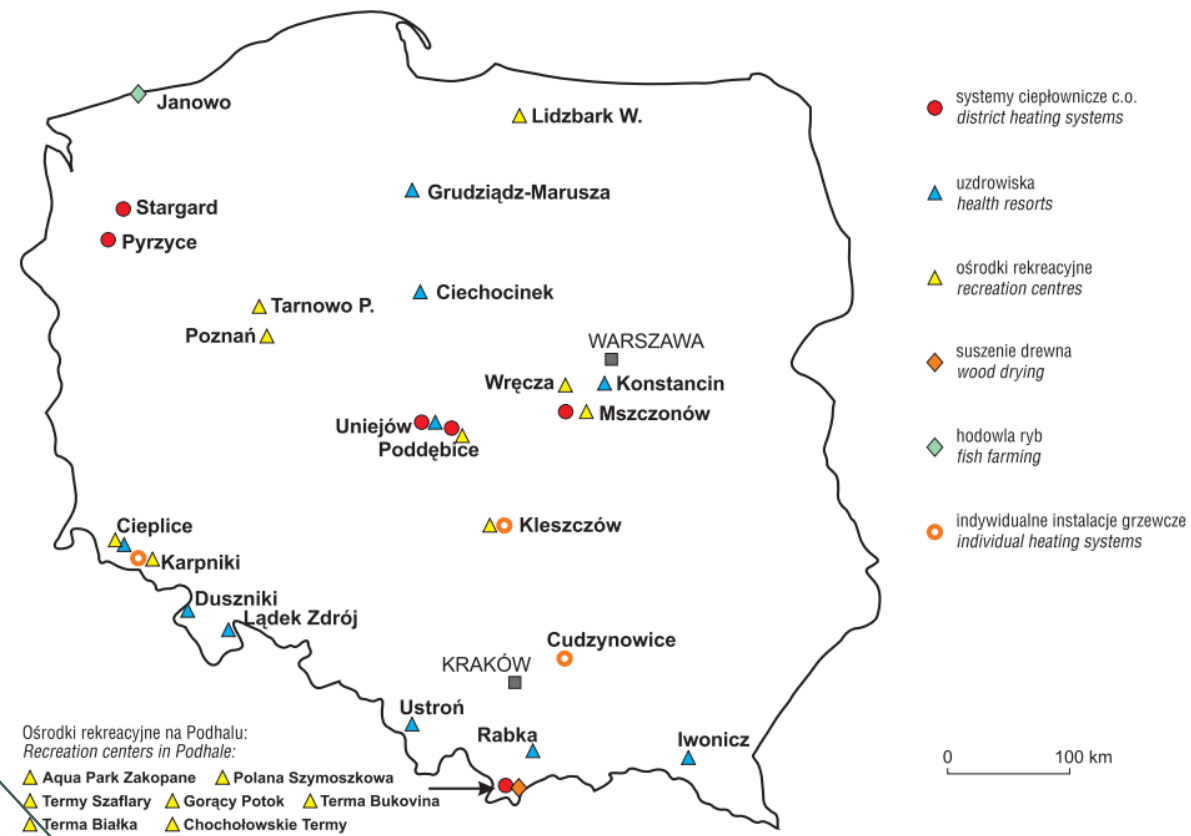 Janowo
Lidzbark W.
Grudziądz-Marusza
Stargard
Pyrzyce
Ciechocinek
Tarnowo P.
Poznań
WARSZAWA
Wręcza
Konstancin
Mszczonów
Uniejów
Poddębice
Kleszczów
Cieplice
Karpniki
Duszniki
Lądek Zdrój
Cudzynowice
KRAKÓW
Ustroń
Rabka
Iwonicz
systemy ciepłownicze c.o.
district heating systems
uzdrowiska
health resorts
ośrodki rekreacyjne
recreation centres
suszenie drewna
wood drying
hodowla ryb
fish farming
indywidualne instalacje grzewcze
individual heating systems
0 100 km
Ośrodki rekreacyjne na Podhalu:
Recreation centers in Podhale:
Aqua Park Zakopane Polana Szymoszkowa
Termy Szaflary Gorący Potok Terma Bukovina
Terma Białka Chochołowskie Termy